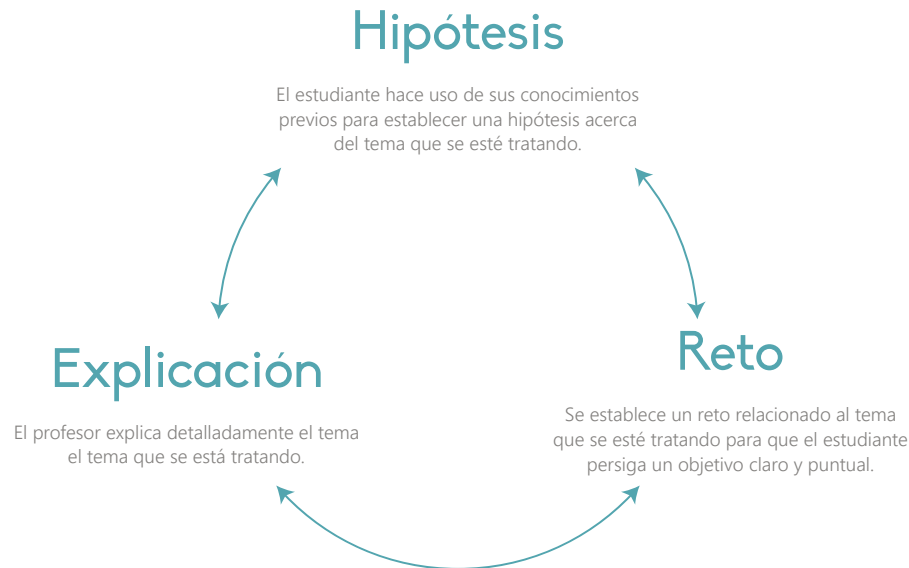 Hipótesis
El estudiante hace uso de sus conocimientos
previos para establecer una hipótesis acerca
del tema que se esté tratando.
Explicación
El profesor explica detalladamente el tema
el tema que se está tratando.
Reto
Se establece un reto relacionado al tema
que se esté tratando para que el estudiante
persiga un objetivo claro y puntual.